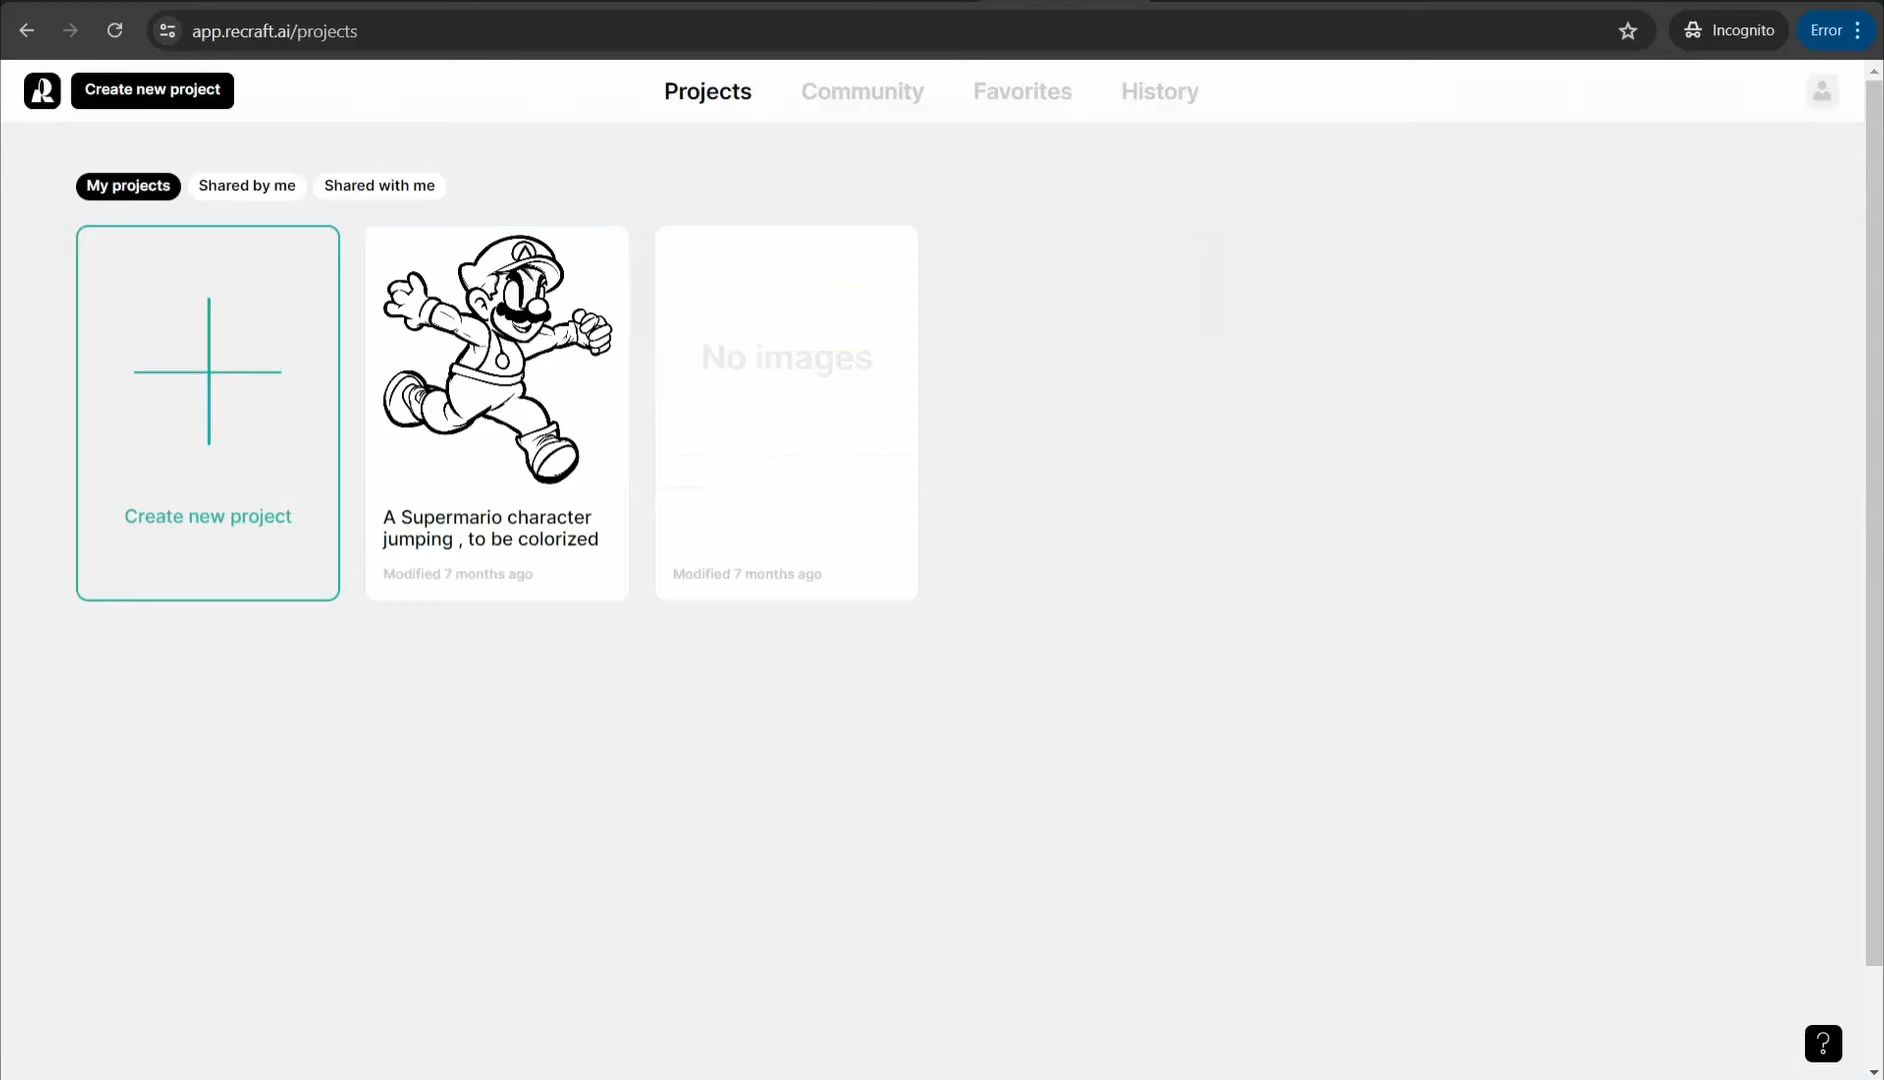 app.recraft.ai/projects
Incognito
Error
Create new project
Projects
Community
Favorites
History
My projects
Shared by me
Shared with me
Create new project
A Supermario character
jumping , to be colorized
Modified 7 months ago
No images
Modified 7 months ago
?